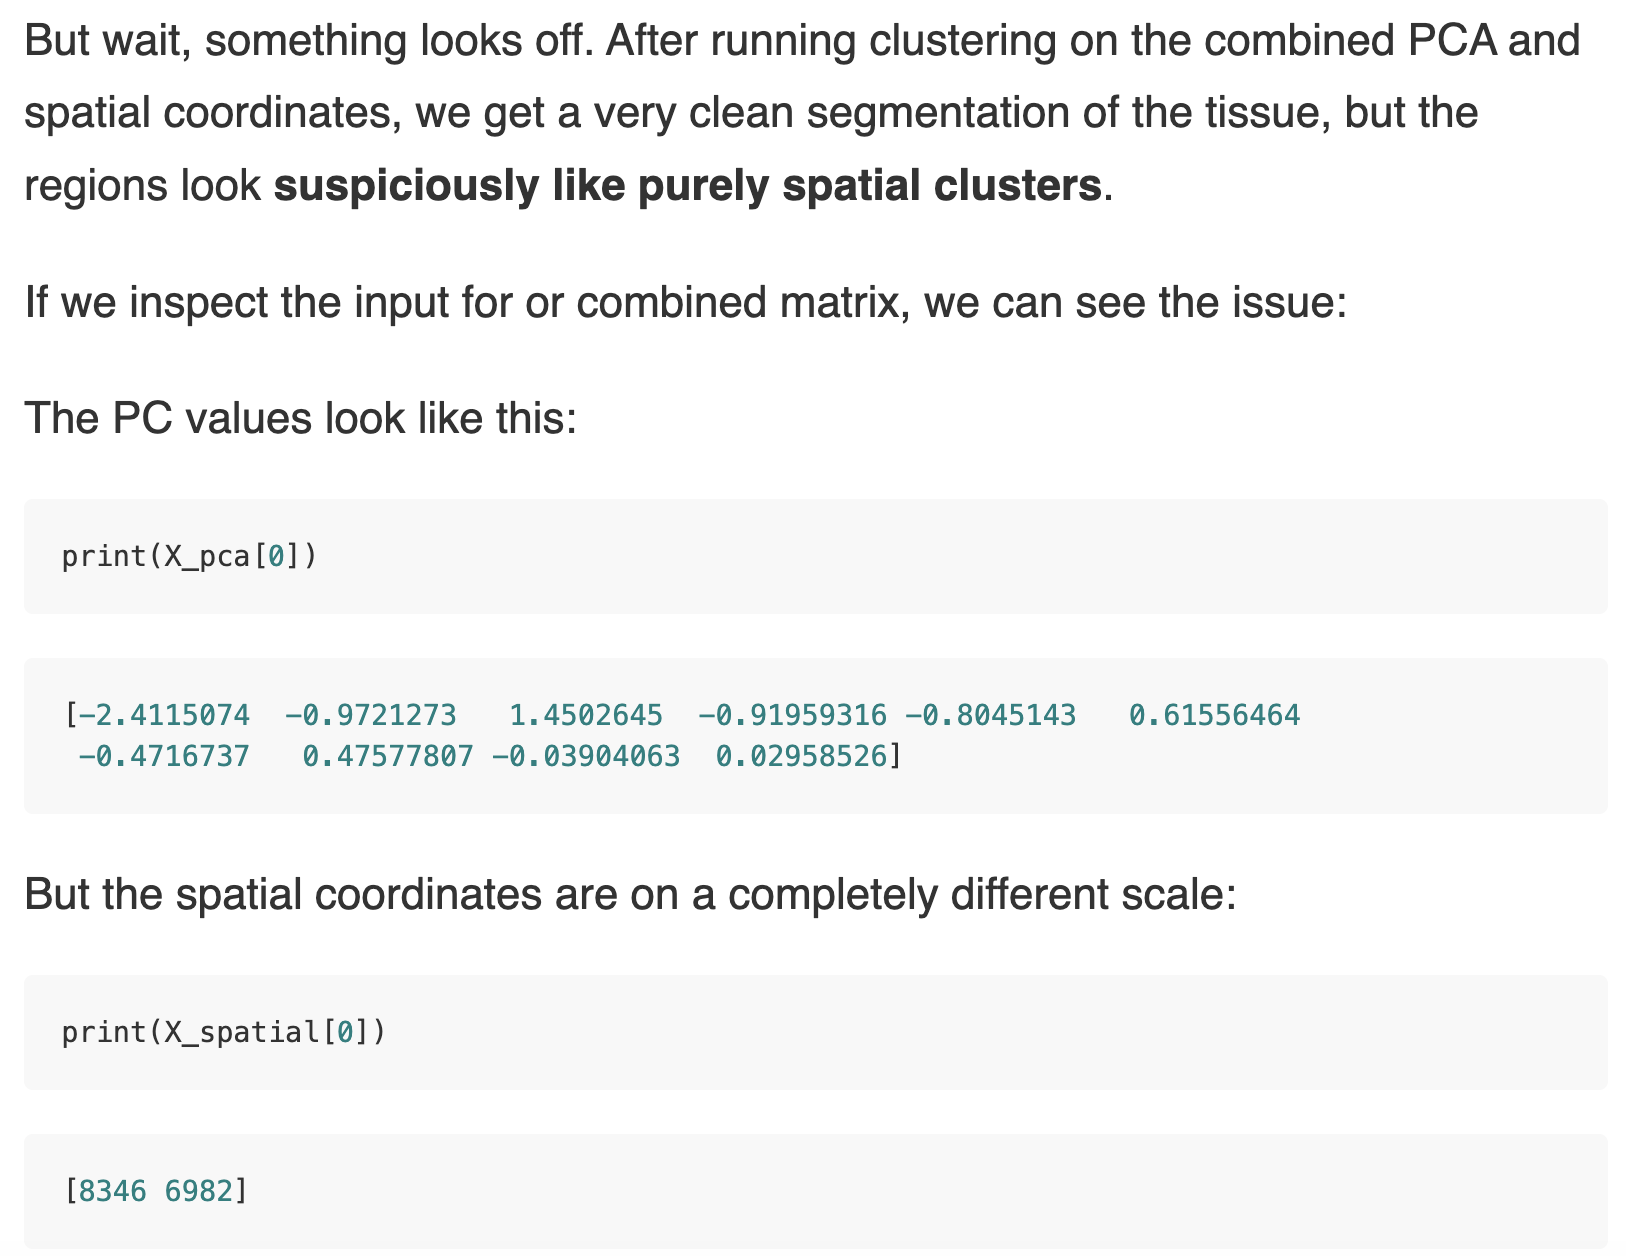 But wait, something looks off. After running clustering on the combined PCA and
spatial coordinates, we get a very clean segmentation of the tissue, but the
regions look suspiciously like purely spatial clusters.
If we inspect the input for or combined matrix, we can see the issue:
The PC values look like this:
print(X_pca[0])
[-2.4115074  -0.9721273   1.4502645  -0.91959316 -0.8045143   0.61556464
 -0.4716737   0.47577807 -0.03904063  0.02958526]
But the spatial coordinates are on a completely different scale:
print(X_spatial[0])
[8346 6982]